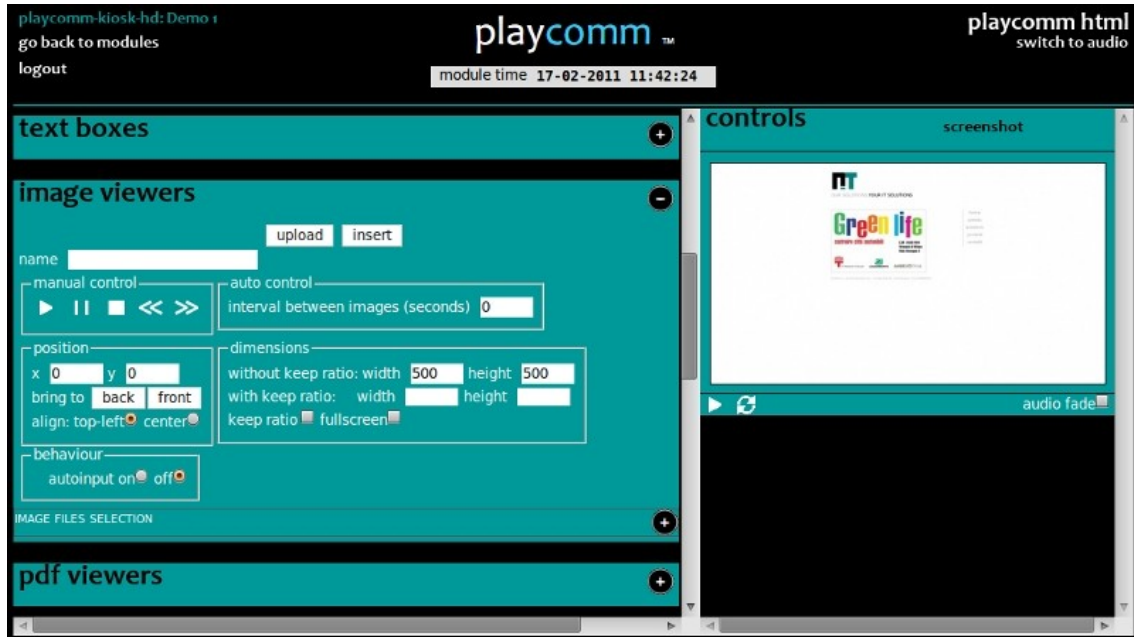 playcomm-kiosk-hd: Demo 1
go back to modules
logout
playcomm ™
module time 17-02-2011 11:42:24
playcomm html
switch to audio
text boxes
image viewers
upload insert
name
manual control
auto control
interval between images (seconds) 0
position
x 0 y 0
bring to back front
align: top-left center
dimensions
without keep ratio: width 500 height 500
with keep ratio: width height
keep ratio fullscreen
behaviour
autoinput on off
IMAGE FILES SELECTION
pdf viewers
controls
screenshot
YOUR IT SOLUTIONS
Green life
audio fade